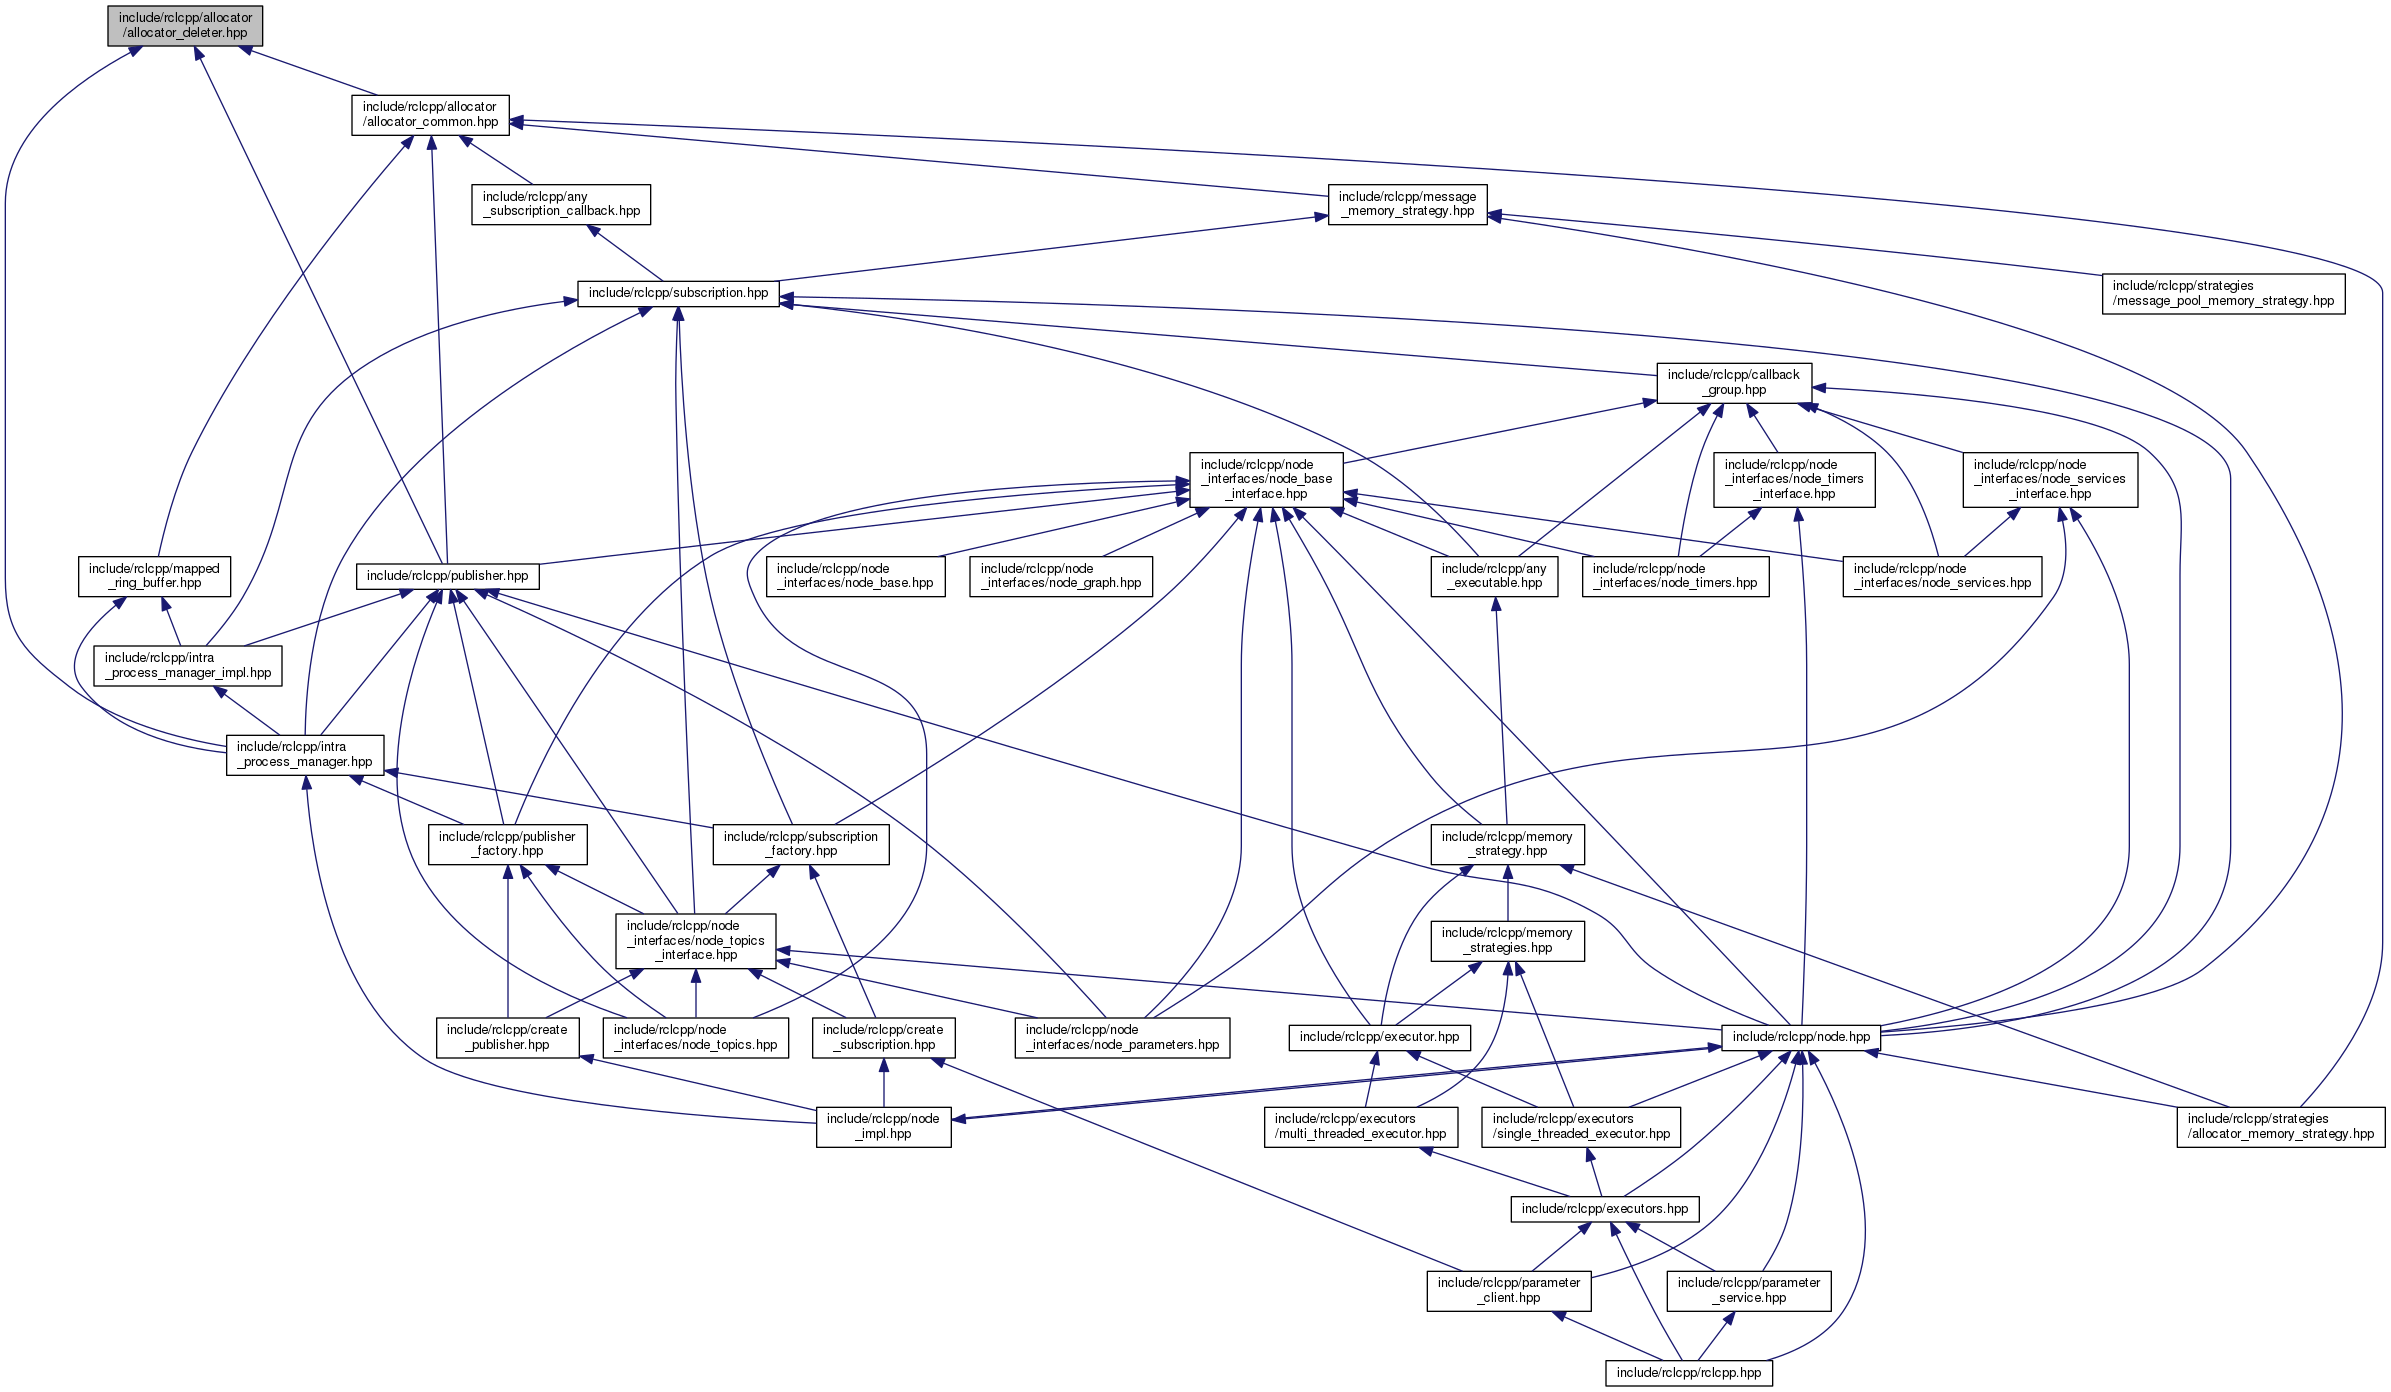 include/rclcpp/allocator
/allocator_deleter.hpp
include/rclcpp/allocator
/allocator_common.hpp
include/rclcpp/any
_subscription_callback.hpp
include/rclcpp/message
_memory_strategy.hpp
include/rclcpp/subscription.hpp
include/rclcpp/strategies
/message_pool_memory_strategy.hpp
include/rclcpp/callback
_group.hpp
include/rclcpp/node
_interfaces/node_base
_interface.hpp
include/rclcpp/node
_interfaces/node_timers
_interface.hpp
include/rclcpp/node
_interfaces/node_services
_interface.hpp
include/rclcpp/mapped
_ring_buffer.hpp
include/rclcpp/publisher.hpp
include/rclcpp/node
_interfaces/node_base.hpp
include/rclcpp/node
_interfaces/node_graph.hpp
include/rclcpp/any
_executable.hpp
include/rclcpp/node
_interfaces/node_timers.hpp
include/rclcpp/node
_interfaces/node_services.hpp
include/rclcpp/intra
_process_manager_impl.hpp
include/rclcpp/intra
_process_manager.hpp
include/rclcpp/publisher
_factory.hpp
include/rclcpp/subscription
_factory.hpp
include/rclcpp/memory
_strategy.hpp
include/rclcpp/node
_interfaces/node_topics
_interface.hpp
include/rclcpp/memory
_strategies.hpp
include/rclcpp/create
_publisher.hpp
include/rclcpp/node
_interfaces/node_topics.hpp
include/rclcpp/create
_subscription.hpp
include/rclcpp/node
_interfaces/node_parameters.hpp
include/rclcpp/executor.hpp
include/rclcpp/node.hpp
include/rclcpp/node
_impl.hpp
include/rclcpp/executors
/multi_threaded_executor.hpp
include/rclcpp/executors
/single_threaded_executor.hpp
include/rclcpp/strategies
/allocator_memory_strategy.hpp
include/rclcpp/executors.hpp
include/rclcpp/parameter
_client.hpp
include/rclcpp/parameter
_service.hpp
include/rclcpp/rclcpp.hpp